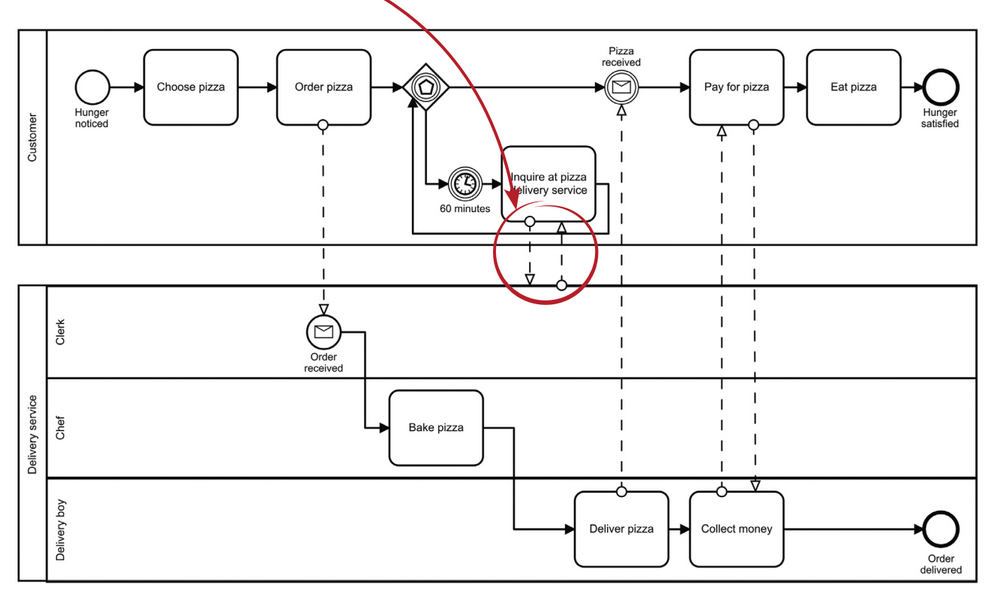 Customer
Hunger
noticed
Choose pizza
Order pizza
60 minutes
Inquire at pizza
delivery service
Pizza
received
Pay for pizza
Eat pizza
Hunger
satisfied
Delivery service
Clerk
Order
received
Chef
Bake pizza
Delivery boy
Deliver pizza
Collect money
Order
delivered